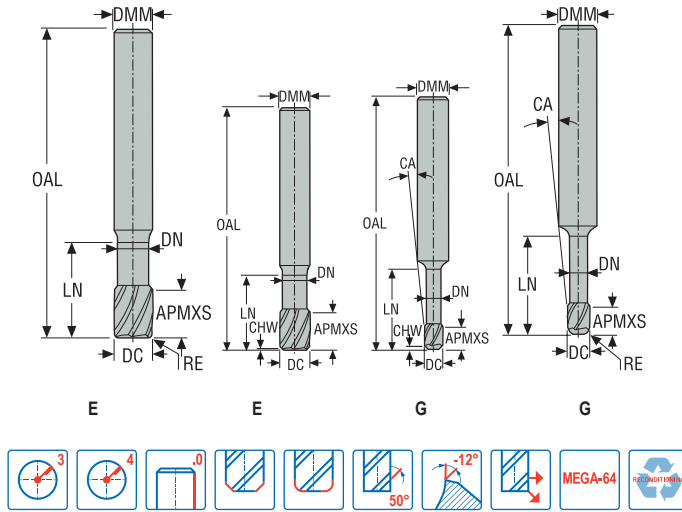 DMM
OAL
DN
LN
APMXS
DC
RE
E
DMM
OAL
DN
LN
CHW
APMXS
DC
E
DMM
CA
OAL
DN
LN
CHW
APMXS
DC
G
DMM
CA
OAL
DN
LN
APMXS
DC
RE
G
3
4
.0
50°
-12°
MEGA-64
RECONDITIONING